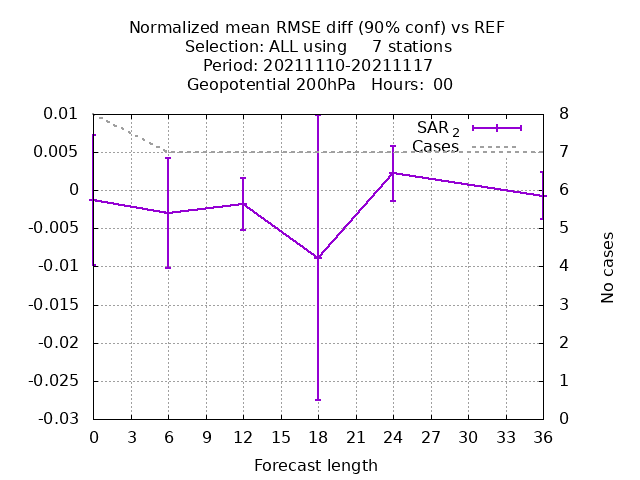 Normalized mean RMSE diff (90% conf) vs REF
Selection: ALL using     7 stations
Period: 20211110-20211117
Geopotential 200hPa   Hours:  00
0.01
0.005
0
-0.005
-0.01
-0.015
-0.02
-0.025
-0.03
SAR 2
Cases
8
7
6
5
4
3
2
1
0
No cases
0 3 6 9 12 15 18 21 24 27 30 33 36
Forecast length